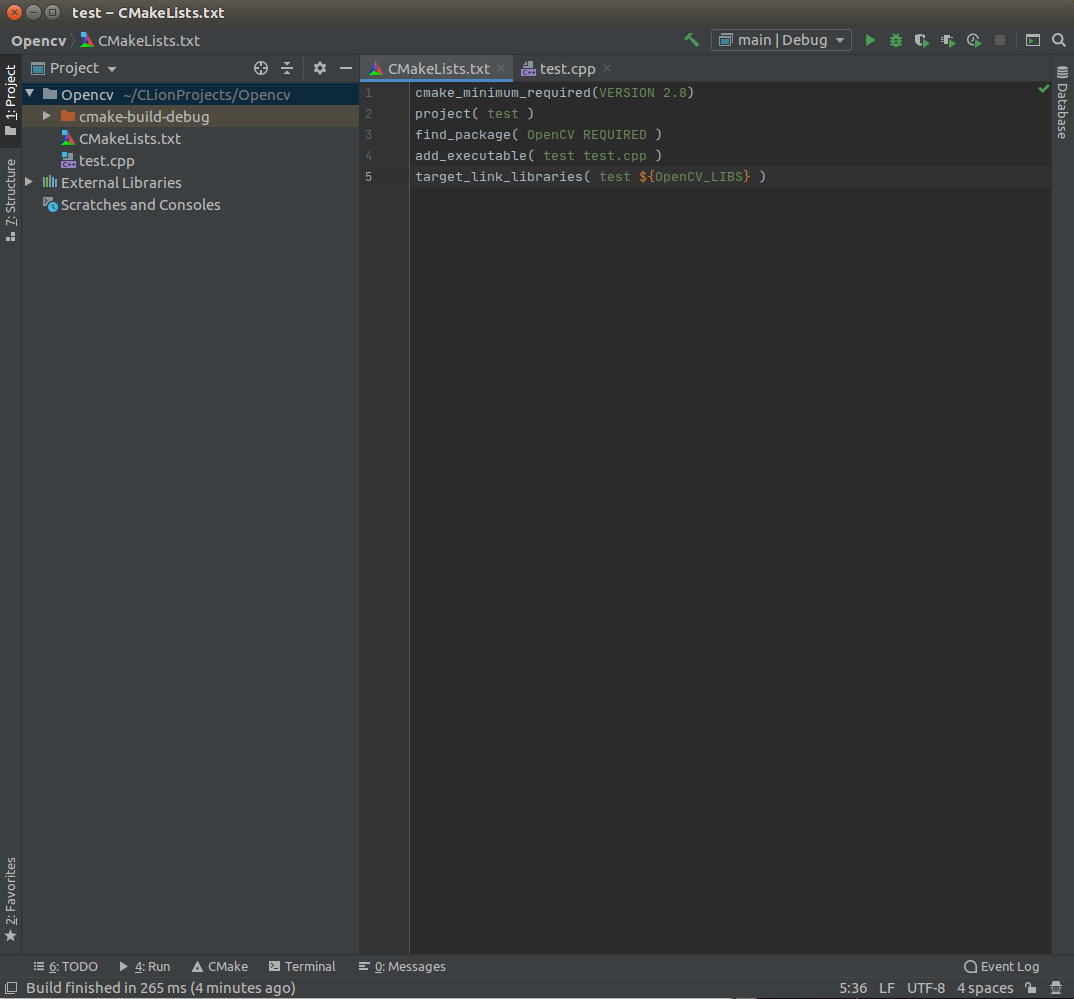 test – CMakeLists.txt
Opencv CMakeLists.txt
main | Debug
Project
CMakeLists.txt
test.cpp
1: Project
7: Structure
2: Favorites
Opencv ~/CLionProjects/Opencv
cmake-build-debug
CMakeLists.txt
test.cpp
External Libraries
Scratches and Consoles
1 cmake_minimum_required(VERSION 2.8)
2 project( test )
3 find_package( OpenCV REQUIRED )
4 add_executable( test test.cpp )
5 target_link_libraries( test ${OpenCV_LIBS} )
Database
6: TODO 4: Run CMake Terminal 0: Messages Event Log
Build finished in 265 ms (4 minutes ago) 5:36 LF UTF-8 4 spaces